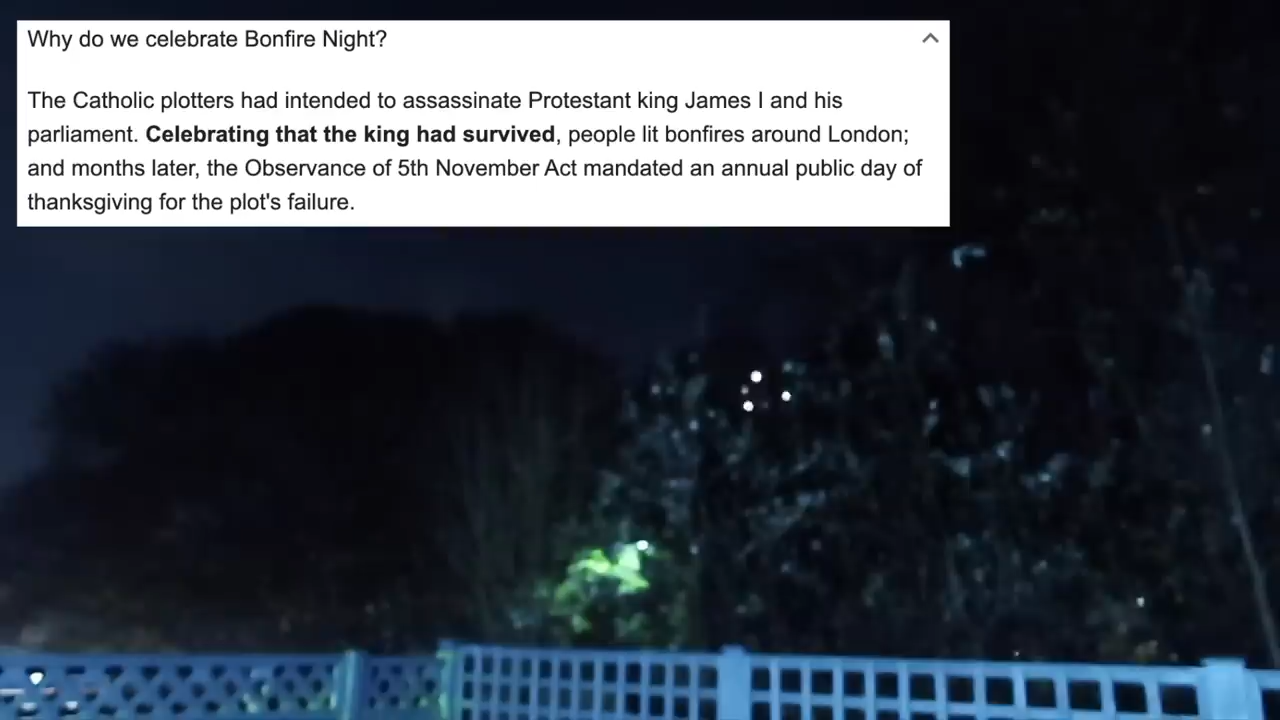 Why do we celebrate Bonfire Night?
The Catholic plotters had intended to assassinate Protestant king James I and his
parliament. Celebrating that the king had survived, people lit bonfires around London;
and months later, the Observance of 5th November Act mandated an annual public day of
thanksgiving for the plot's failure.